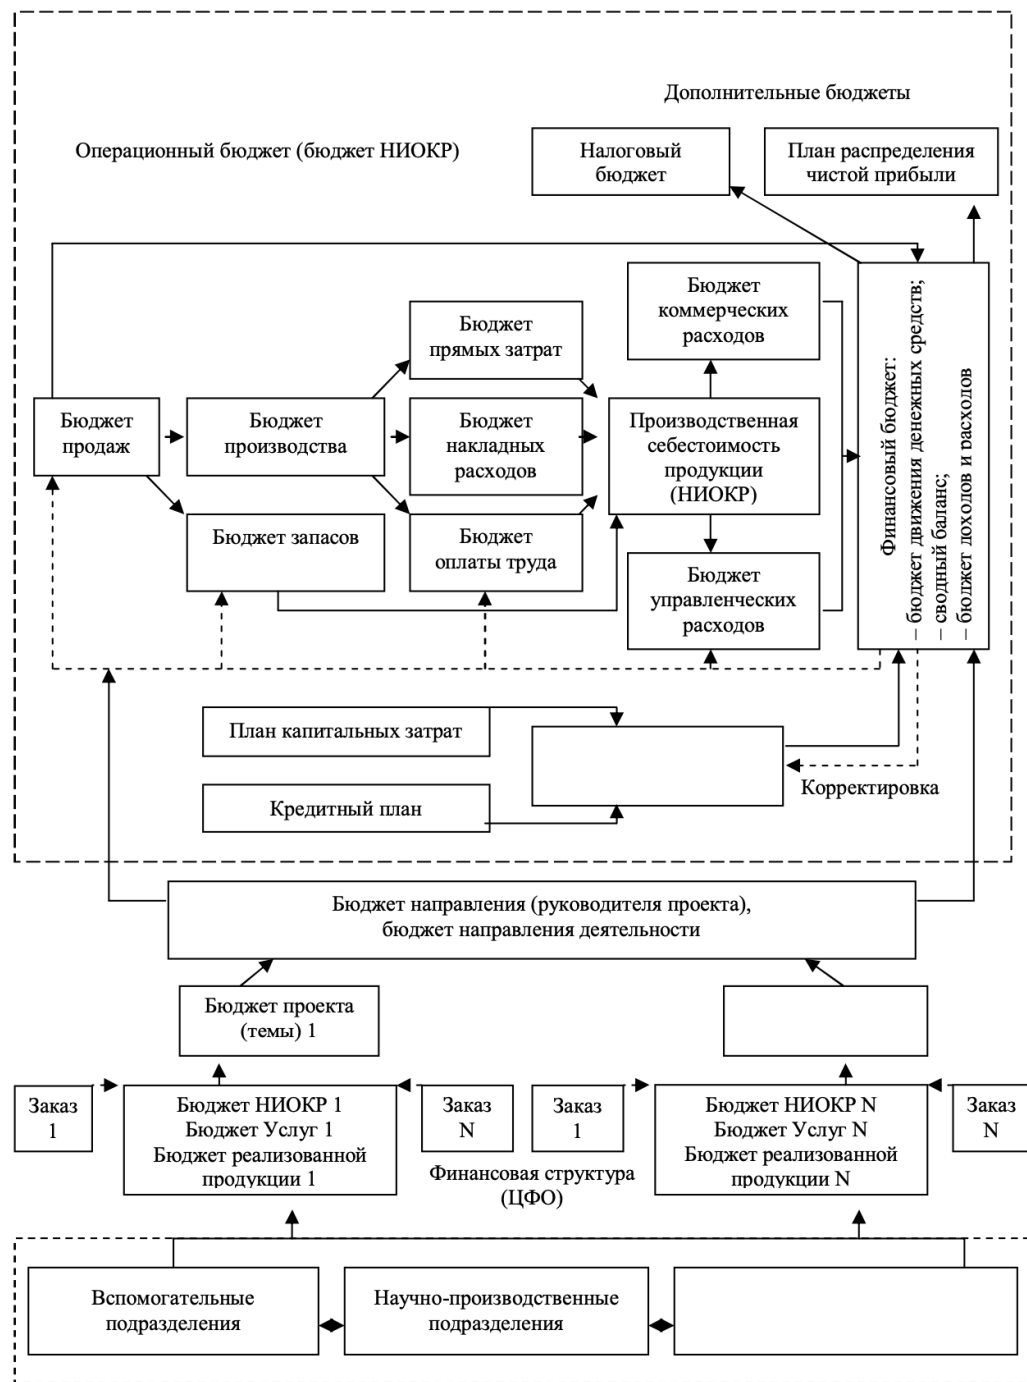 Дополнительные бюджеты
Операционный бюджет (бюджет НИОКР)
Налоговый
бюджет
План распределения
чистой прибыли
Бюджет
коммерческих
расходов
Бюджет
прямых затрат
Бюджет
продаж
Бюджет
производства
Бюджет
накладных
расходов
Производственная
себестоимость
продукции
(НИОКР)
Финансовый бюджет:
– бюджет движения денежных средств;
– сводный баланс;
– бюджет доходов и расходов
Бюджет запасов
Бюджет
оплаты труда
Бюджет
управленческих
расходов
План капитальных затрат
Кредитный план
Корректировка
Бюджет направления (руководителя проекта),
бюджет направления деятельности
Бюджет проекта
(темы) 1
Заказ
1
Бюджет НИОКР 1
Бюджет Услуг 1
Бюджет реализованной
продукции 1
Заказ
N
Заказ
1
Бюджет НИОКР N
Бюджет Услуг N
Бюджет реализованной
продукции N
Заказ
N
Финансовая структура
(ЦФО)
Вспомогательные
подразделения
Научно-производственные
подразделения